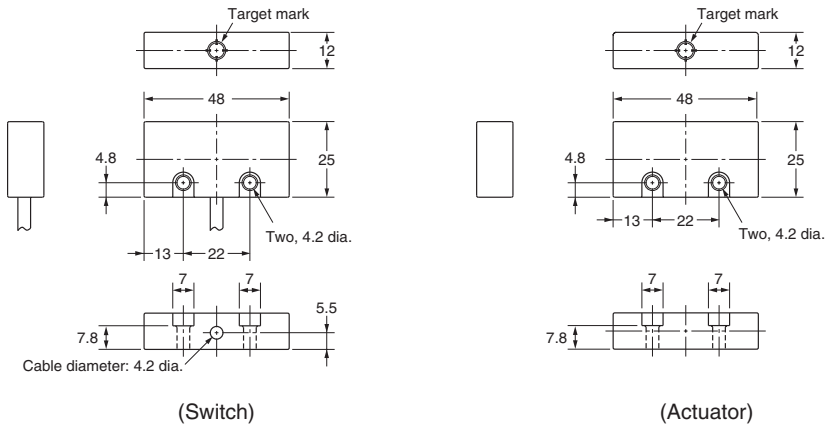 Target mark
12
48
25
4.8
Two, 4.2 dia.
13
22
7
7
5.5
7.8
Cable diameter: 4.2 dia.
(Switch)
Target mark
12
48
25
4.8
Two, 4.2 dia.
13
22
7
7
7.8
(Actuator)